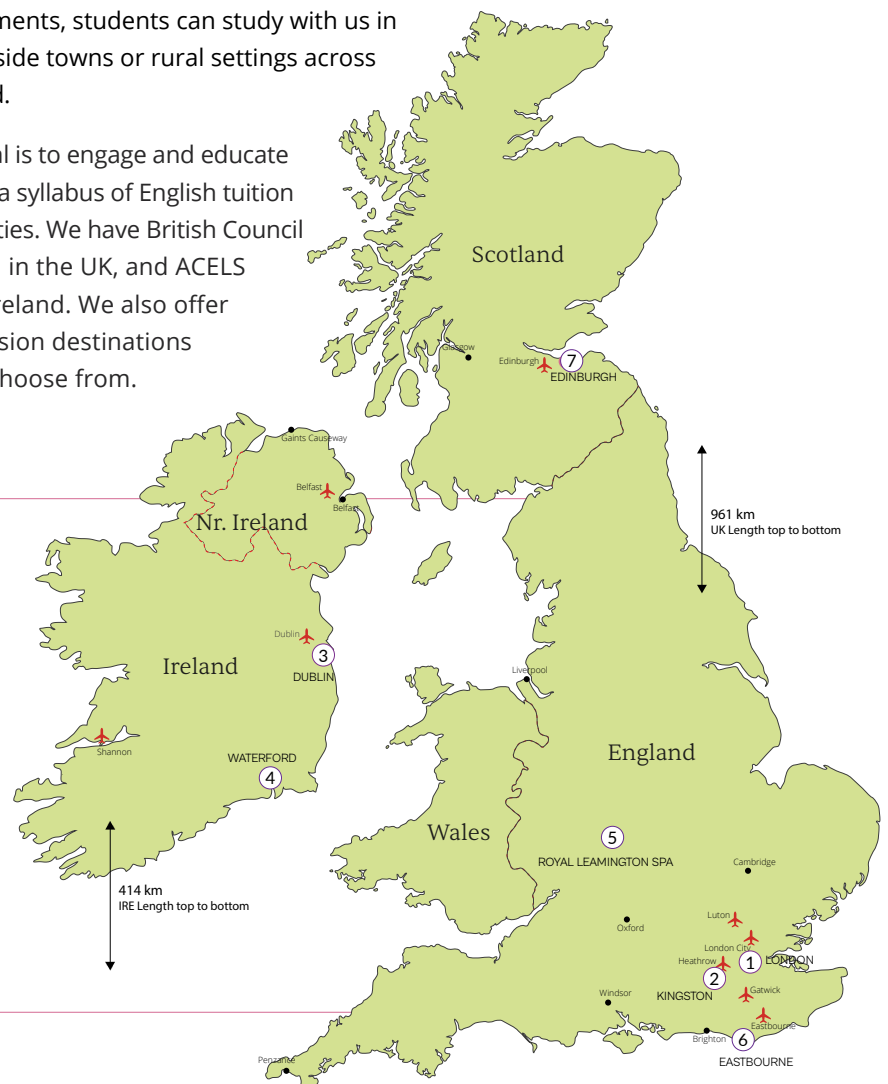 ments, students can study with us in
side towns or rural settings across
d.
al is to engage and educate
a syllabus of English tuition
ties. We have British Council
in the UK, and ACELS
reland. We also offer
sion destinations
hoose from.
Scotland
Glasgow
Edinburgh
7
EDINBURGH
Gaints Causeway
Belfast
Belfast
Nr. Ireland
961 km
UK Length top to bottom
Dublin
3
DUBLIN
Ireland
Liverpool
Shannon
WATERFORD
4
England
Wales
5
ROYAL LEAMINGTON SPA
Cambridge
414 km
IRE Length top to bottom
Luton
Oxford
London City
Heathrow
1
LONDON
2
KINGSTON
Gatwick
Windsor
Eastbourne
Brighton
6
EASTBOURNE
Penzance